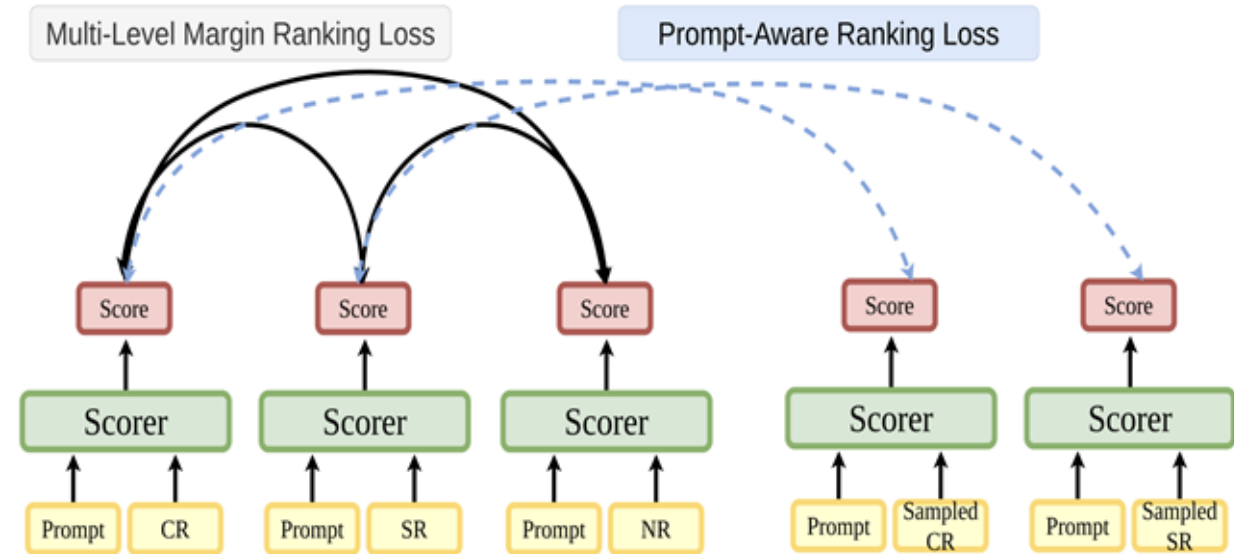 Multi-Level Margin Ranking Loss
Prompt-Aware Ranking Loss
Score
Score
Score
Score
Score
Scorer
Scorer
Scorer
Scorer
Scorer
Prompt
CR
Prompt
SR
Prompt
NR
Prompt
Sampled
CR
Prompt
Sampled
SR